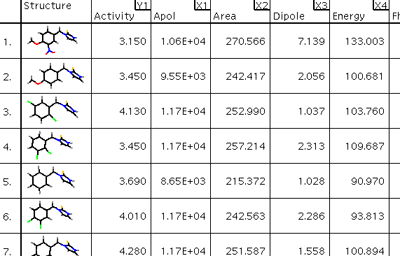 Structure Y1 X1 X2 X3 X4
Activity Apol Area Dipole Energy
1. 3.150 1.06E+04 270.566 7.139 133.003
2. 3.450 9.55E+03 242.417 2.056 100.681
3. 4.130 1.17E+04 252.990 1.037 103.760
4. 3.450 1.17E+04 257.214 2.313 109.687
5. 3.690 8.65E+03 215.372 1.028 90.970
6. 4.010 1.17E+04 242.563 2.286 93.813
7. 4.280 1.17E+04 251.587 1.558 100.894